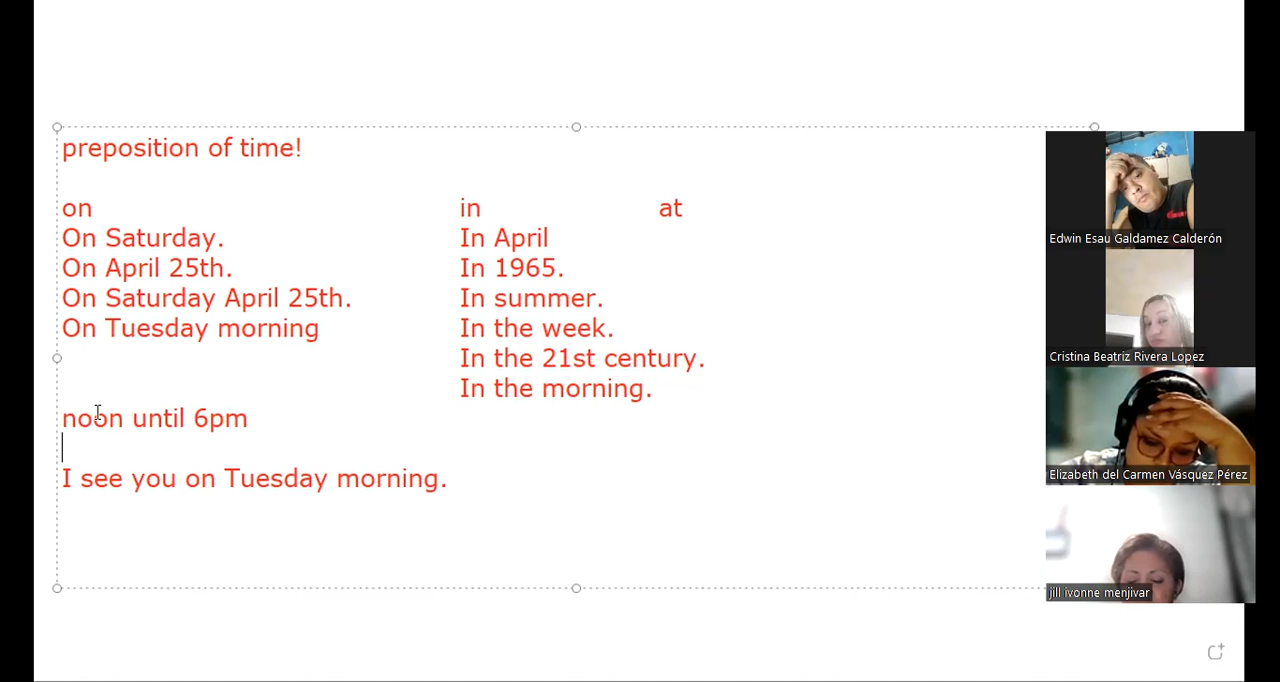 preposition of time!
on in at
On Saturday. In April
On April 25th. In 1965.
On Saturday April 25th. In summer.
On Tuesday morning In the week.
In the 21st century.
In the morning.
noon until 6pm
I see you on Tuesday morning.
Edwin Esau Galdamez Calderón
Cristina Beatriz Rivera Lopez
Elizabeth del Carmen Vásquez Pérez
jill ivonne menjivar